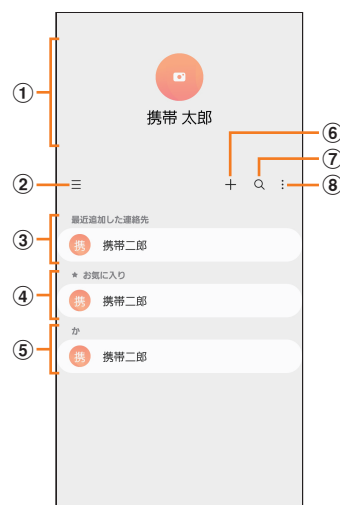 ①
携帯 太郎
⑥
⑦
② ⑧
最近追加した連絡先
③ 携 携帯二郎
★ お気に入り
④ 携 携帯二郎
か
⑤ 携 携帯二郎